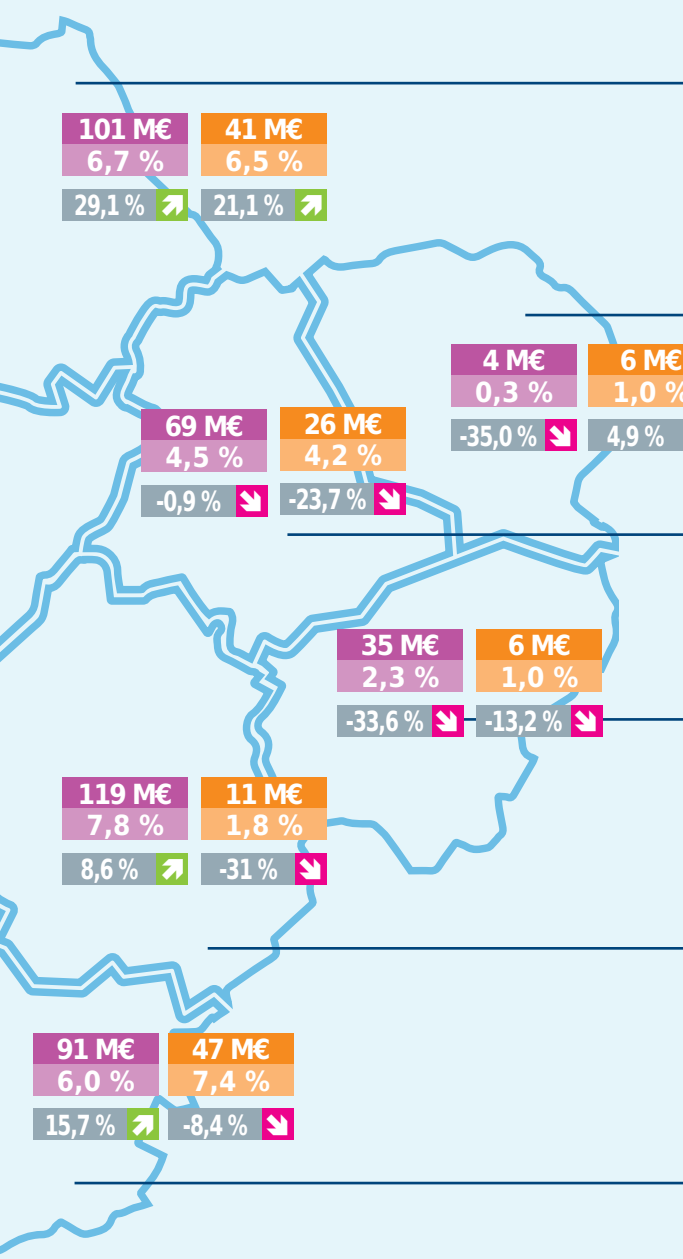 101 M€ 41 M€
6,7 % 6,5 %
29,1 % 21,1 %
4 M€ 6 M€
0,3 % 1,0 %
-35,0 % 4,9 %
69 M€ 26 M€
4,5 % 4,2 %
-0,9 % -23,7 %
35 M€ 6 M€
2,3 % 1,0 %
-33,6 % -13,2 %
119 M€ 11 M€
7,8 % 1,8 %
8,6 % -31 %
91 M€ 47 M€
6,0 % 7,4 %
15,7 % -8,4 %